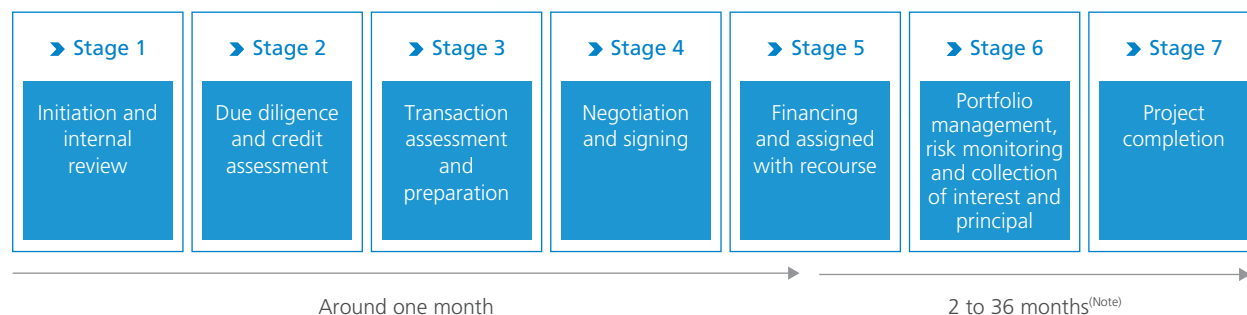 Stage 1
Initiation and
internal
review
Stage 2
Due diligence
and credit
assessment
Stage 3
Transaction
assessment
and
preparation
Stage 4
Negotiation
and signing
Stage 5
Financing
and assigned
with recourse
Stage 6
Portfolio
management,
risk monitoring
and collection
of interest and
principal
Stage 7
Project
completion
Around one month
2 to 36 months(Note)